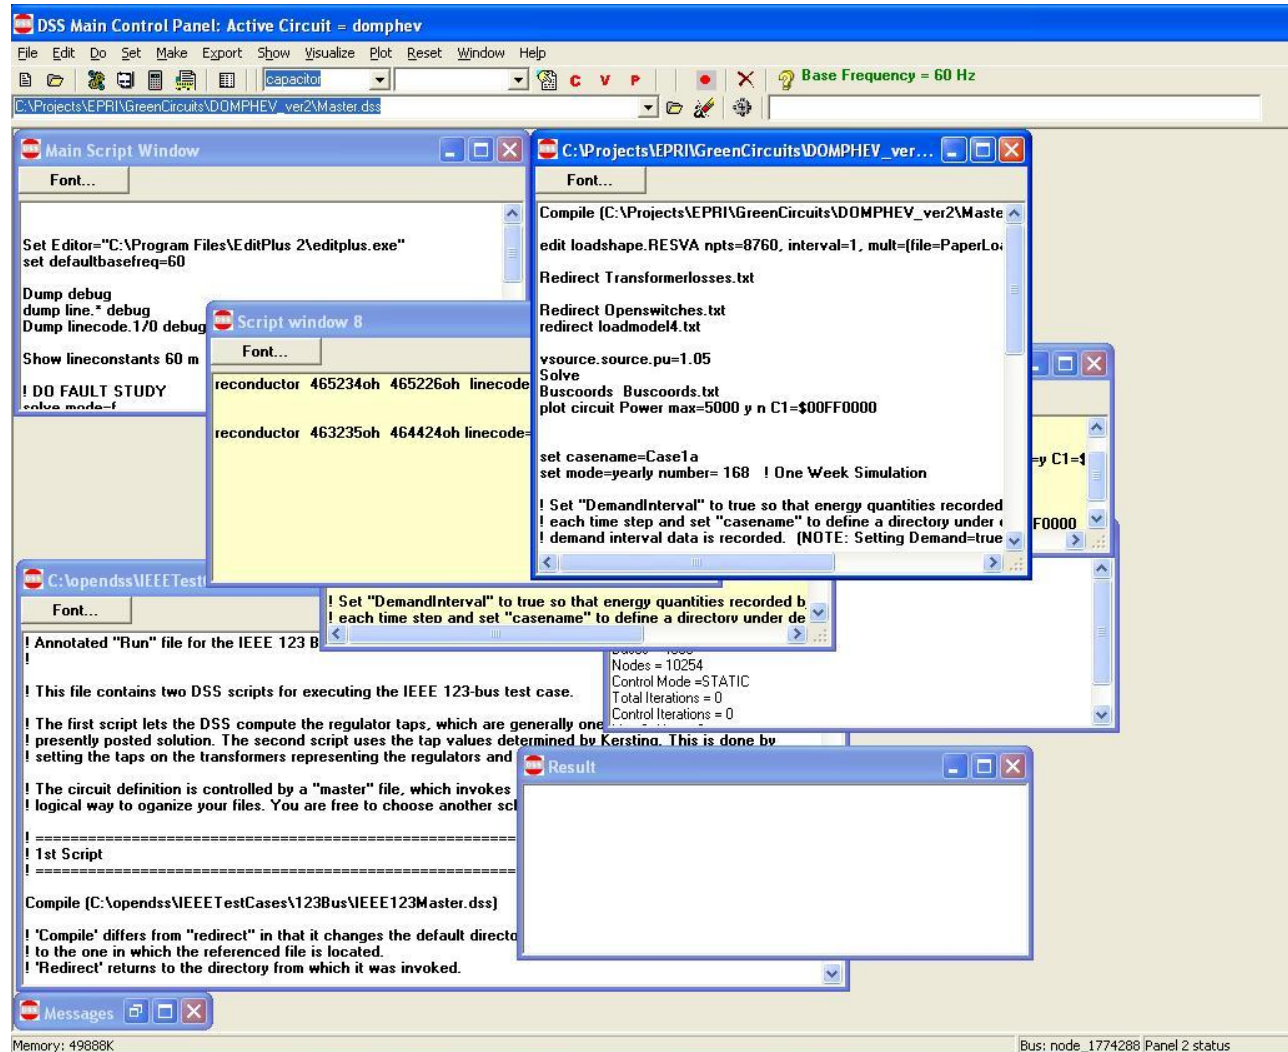 DSS Main Control Panel: Active Circuit = domphev
File Edit Do Set Make Export Show Visualize Plot Reset Window Help
capacitor C V P Base Frequency = 60 Hz
C:\Projects\EPRI\GreenCircuits\DOMPHEV_ver2\Master.dss
Main Script Window
Font...
Set Editor="C:\Program Files\EditPlus 2\editplus.exe"
set defaultbasefreq=60
Dump debug
dump line.* debug
Dump linecode.1/0 debug
Show lineconstants 60 m
! DO FAULT STUDY
solve mode=f
C:\Projects\EPRI\GreenCircuits\DOMPHEV_ver...
Font...
Compile (C:\Projects\EPRI\GreenCircuits\DOMPHEV_ver2\Maste
edit loadshape.RESVA npts=8760, interval=1, mult=(file=PaperLoa
Redirect Transformerlosses.txt
Redirect Openswitches.txt
redirect loadmodel4.txt
vsource.source.pu=1.05
Solve
Buscoords Buscoords.txt
plot circuit Power max=5000 y n C1=$00FF0000
set casename=Case1a
set mode=yearly number= 168 ! One Week Simulation
! Set "DemandInterval" to true so that energy quantities recorded
! each time step and set "casename" to define a directory under
! demand interval data is recorded. (NOTE: Setting Demand=true
Script window 8
Font...
reconductor 465234oh 465226oh linecode
reconductor 463235oh 464424oh linecode=
=y C1=$
F0000
! Set "DemandInterval" to true so that energy quantities recorded b
! each time step and set "casename" to define a directory under de
Nodes = 10254
Control Mode =STATIC
Total Iterations = 0
Control Iterations = 0
C:\opendss\IEEETest
Font...
! Annotated "Run" file for the IEEE 123 B
!
! This file contains two DSS scripts for executing the IEEE 123-bus test case.
! The first script lets the DSS compute the regulator taps, which are generally one
! presently posted solution. The second script uses the tap values determined by Kersting. This is done by
! setting the taps on the transformers representing the regulators and
! The circuit definition is controlled by a "master" file, which invokes
! logical way to oganize your files. You are free to choose another sch
! ============================================================
! 1st Script
! ============================================================
Compile (C:\opendss\IEEETestCases\123Bus\IEEE123Master.dss)
! 'Compile' differs from "redirect" in that it changes the default directo
! to the one in which the referenced file is located.
! 'Redirect' returns to the directory from which it was invoked.
Result
Messages
Memory: 49888K
Bus: node_1774288 Panel 2 status